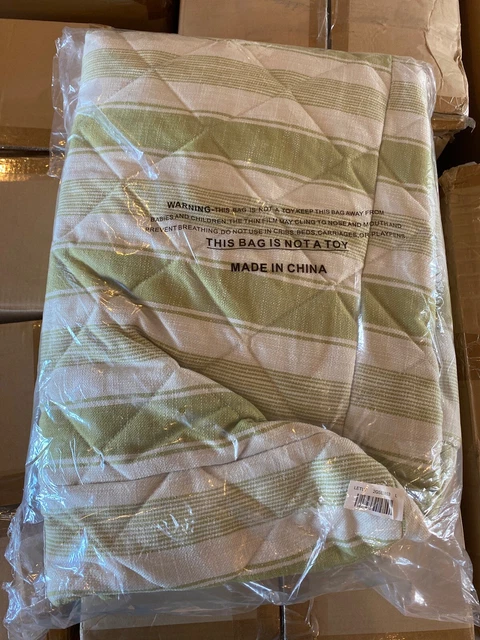 WARNING-THIS BAG IS NOT A TOY.KEEP THIS BAG AWAY FROM
BABIES AND CHILDREN.THE THIN FILM MAY CLING TO NOSE AND MOUTH AND
PREVENT BREATHING. DO NOT USE IN CRIBS, BEDS, CARRIAGES, OR PLAYPENS
THIS BAG IS NOT A TOY
MADE IN CHINA